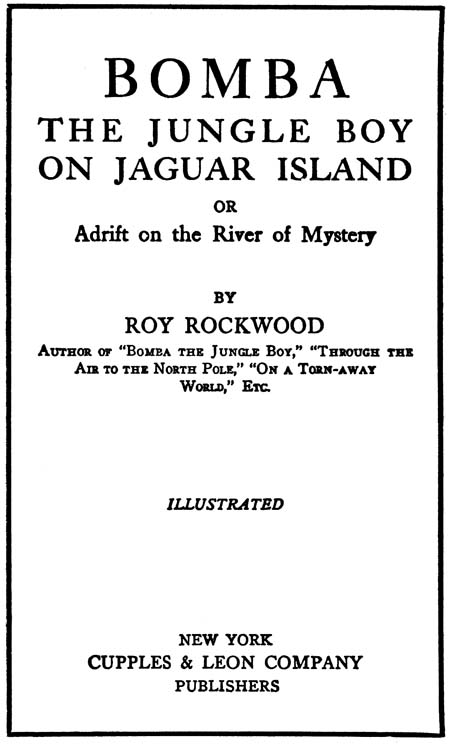 BOMBA
THE JUNGLE BOY
ON JAGUAR ISLAND
OR
Adrift on the River of Mystery
BY
ROY ROCKWOOD
AUTHOR OF "BOMBA THE JUNGLE BOY," "THROUGH THE
AIR TO THE NORTH POLE," "ON A TORN-AWAY
WORLD," ETC.
ILLUSTRATED
NEW YORK
CUPPLES & LEON COMPANY
PUBLISHERS